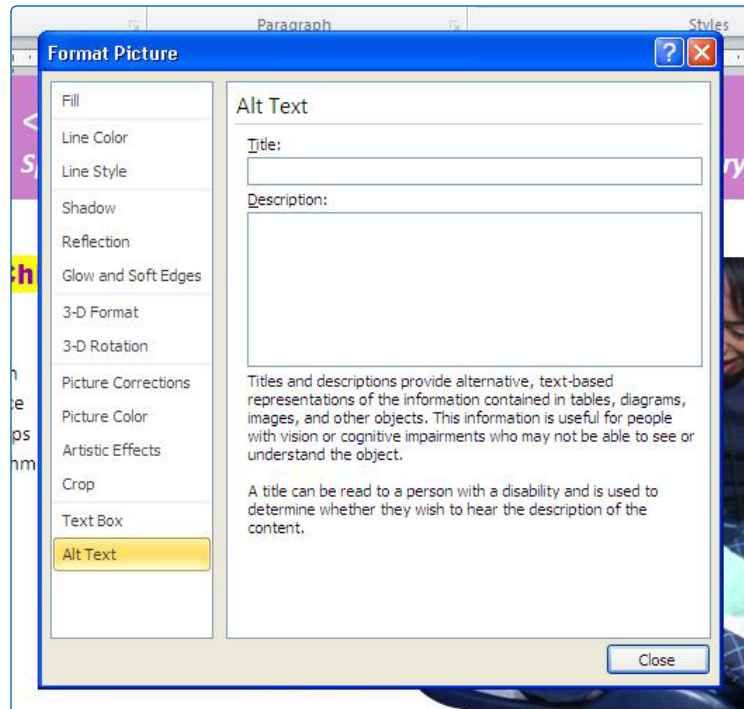 Paragraph
Styles
Format Picture
Fill
Line Color
Line Style
Shadow
Reflection
Glow and Soft Edges
3-D Format
3-D Rotation
Picture Corrections
Picture Color
Artistic Effects
Crop
Text Box
Alt Text
Alt Text
Title:
Description:
Titles and descriptions provide alternative, text-based
representations of the information contained in tables, diagrams,
images, and other objects. This information is useful for people
with vision or cognitive impairments who may not be able to see or
understand the object.
A title can be read to a person with a disability and is used to
determine whether they wish to hear the description of the
content.
Close